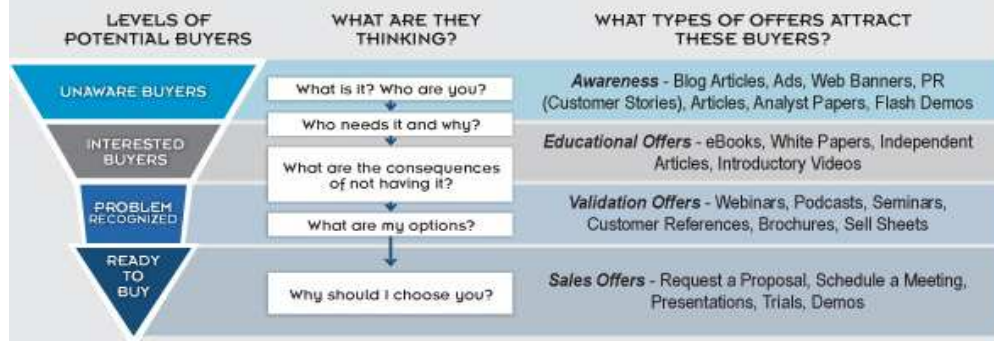 LEVELS OF
POTENTIAL BUYERS
WHAT ARE THEY
THINKING?
WHAT TYPES OF OFFERS ATTRACT
THESE BUYERS?
UNAWARE BUYERS
What is it? Who are you?
Awareness - Blog Articles, Ads, Web Banners, PR
(Customer Stories), Articles, Analyst Papers, Flash Demos
Who needs it and why?
INTERESTED
BUYERS
Educational Offers - eBooks, White Papers, Independent
Articles, Introductory Videos
What are the consequences
of not having it?
PROBLEM
RECOGNIZED
Validation Offers - Webinars, Podcasts, Seminars,
Customer References, Brochures, Sell Sheets
What are my options?
READY
TO
BUY
Why should I choose you?
Sales Offers - Request a Proposal, Schedule a Meeting,
Presentations, Trials, Demos